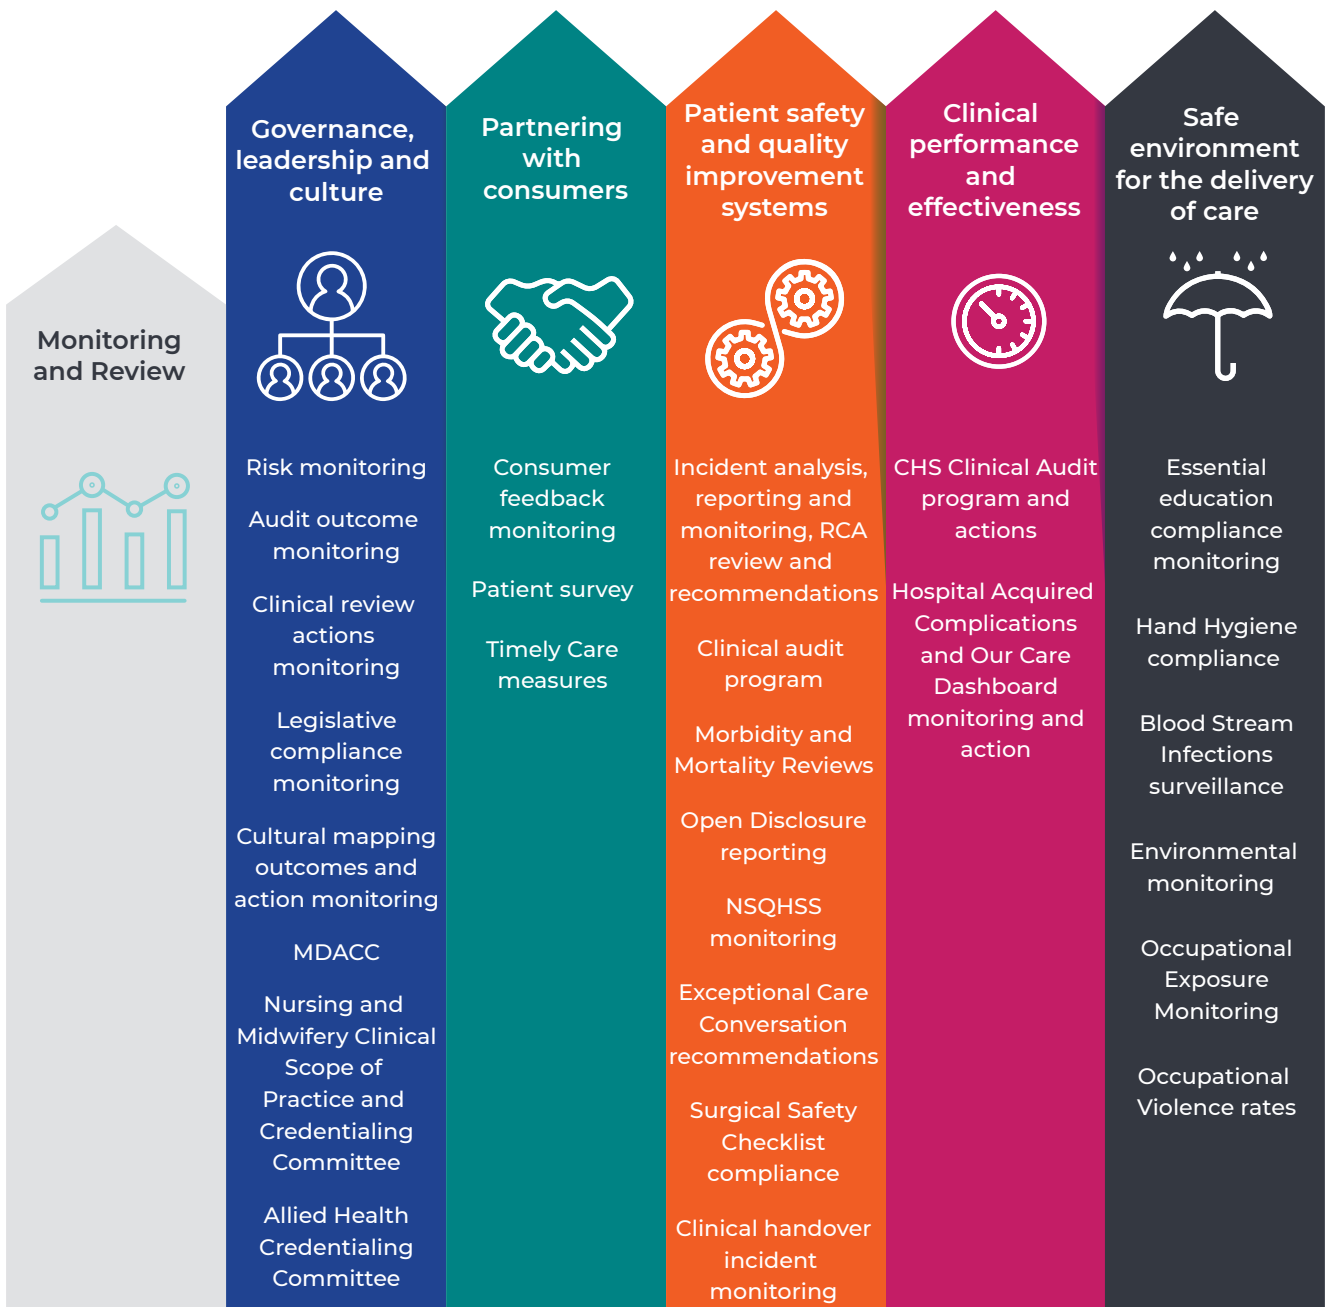 Monitoring
and Review
Governance,
leadership and
culture
Risk monitoring
Audit outcome
monitoring
Clinical review
actions
monitoring
Legislative
compliance
monitoring
Cultural mapping
outcomes and
action monitoring
MDACC
Nursing and
Midwifery Clinical
Scope of
Practice and
Credentialing
Committee
Allied Health
Credentialing
Committee
Partnering
with
consumers
Consumer
feedback
monitoring
Patient survey
Timely Care
measures
Patient safety
and quality
improvement
systems
Incident analysis,
reporting and
monitoring, RCA
review and
recommendations
Clinical audit
program
Morbidity and
Mortality Reviews
Open Disclosure
reporting
NSQHSS
monitoring
Exceptional Care
Conversation
recommendations
Surgical Safety
Checklist
compliance
Clinical handover
incident
monitoring
Clinical
performance
and
effectiveness
CHS Clinical Audit
program and
actions
Hospital Acquired
Complications
and Our Care
Dashboard
monitoring and
action
Safe
environment
for the delivery
of care
Essential
education
compliance
monitoring
Hand Hygiene
compliance
Blood Stream
Infections
surveillance
Environmental
monitoring
Occupational
Exposure
Monitoring
Occupational
Violence rates